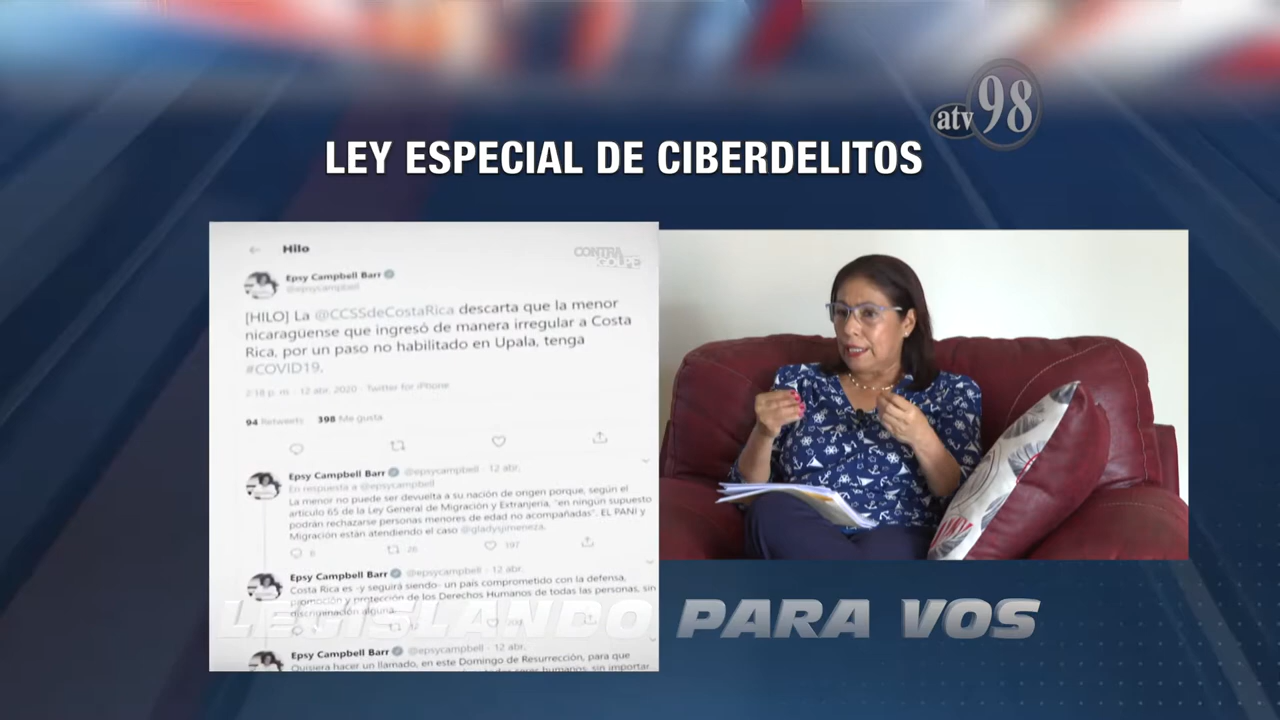 atv 98
LEY ESPECIAL DE CIBERDELITOS
Hilo
CONTRA
GOLPE
Epsy Campbell Barr
@epsycampbell
[HILO] La @CCSSdeCostaRica descarta que la menor
nicaragüense que ingresó de manera irregular a Costa
Rica, por un paso no habilitado en Upala, tenga
#COVID19.
2:18 p. m. · 12 abr. 2020 · Twitter for iPhone
94 Retweets 398 Me gusta
Epsy Campbell Barr @epsycampbell · 12 abr.
En respuesta a @epsycampbell
La menor no puede ser devuelta a su nación de origen porque, según el
artículo 65 de la Ley General de Migración y Extranjería, "en ningún supuesto
podrán rechazarse personas menores de edad no acompañadas". EL PANI y
Migración están atendiendo el caso @gladysjimeneza.
6 26 197
Epsy Campbell Barr @epsycampbell · 12 abr.
Costa Rica es -y seguirá siendo- un país comprometido con la defensa,
promoción y protección de los Derechos Humanos de todas las personas, sin
discriminación alguna.
LEGISLANDO PARA VOS
Epsy Campbell Barr @epsycampbell · 12 abr.
Quisiera hacer un llamado, en este Domingo de Resurrección, para que
seres humanos, sin importar